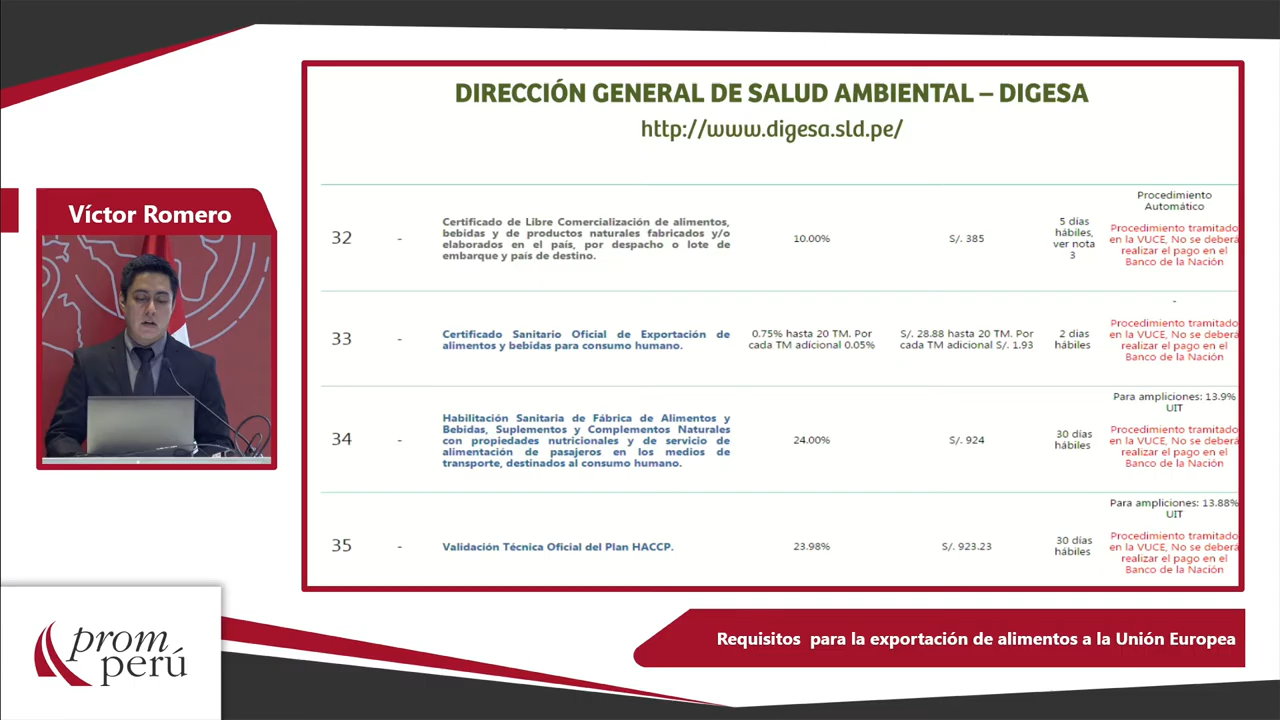 DIRECCIÓN GENERAL DE SALUD AMBIENTAL – DIGESA
http://www.digesa.sld.pe/
Víctor Romero
32
-
Certificado de Libre Comercialización de alimentos,
bebidas y de productos naturales fabricados y/o
elaborados en el país, por despacho o lote de
embarque y país de destino.
10.00%
S/. 385
5 días
hábiles,
ver nota
3
Procedimiento
Automático
Procedimiento tramitado
en la VUCE, No se deberá
realizar el pago en el
Banco de la Nación
33
-
Certificado Sanitario Oficial de Exportación de
alimentos y bebidas para consumo humano.
0.75% hasta 20 TM. Por
cada TM adicional 0.05%
S/. 28.88 hasta 20 TM. Por
cada TM adicional S/. 1.93
2 días
hábiles
-
Procedimiento tramitado
en la VUCE, No se deberá
realizar el pago en el
Banco de la Nación
34
-
Habilitación Sanitaria de Fábrica de Alimentos y
Bebidas, Suplementos y Complementos Naturales
con propiedades nutricionales y de servicio de
alimentación de pasajeros en los medios de
transporte, destinados al consumo humano.
24.00%
S/. 924
30 días
hábiles
Para ampliciones: 13.9%
UIT
Procedimiento tramitado
en la VUCE, No se deberá
realizar el pago en el
Banco de la Nación
35
-
Validación Técnica Oficial del Plan HACCP.
23.98%
S/. 923.23
30 días
hábiles
Para ampliciones: 13.88%
UIT
Procedimiento tramitado
en la VUCE, No se deberá
realizar el pago en el
Banco de la Nación
prom
perú
Requisitos para la exportación de alimentos a la Unión Europea